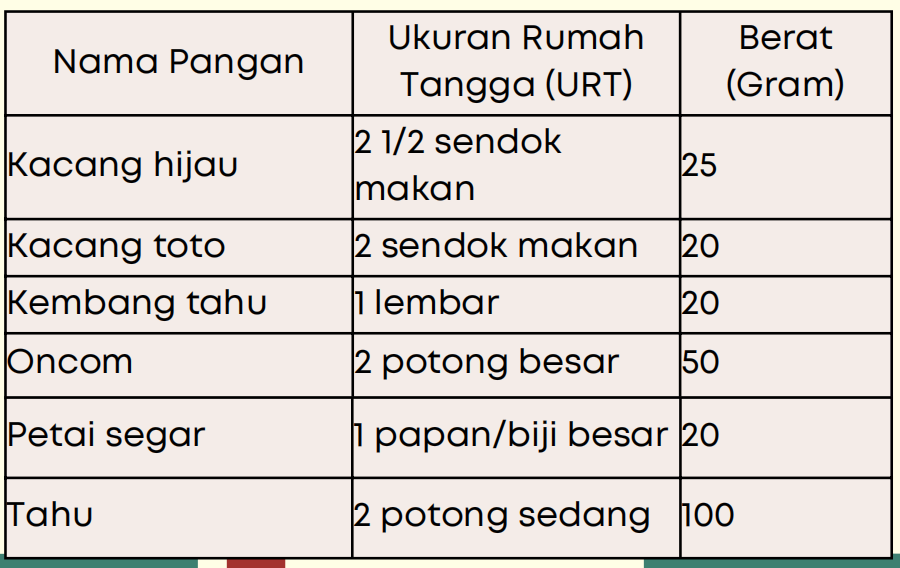 Nama Pangan
Ukuran Rumah
Tangga (URT)
Berat
(Gram)
Kacang hijau
2 1/2 sendok
makan
25
Kacang toto
2 sendok makan
20
Kembang tahu
1 lembar
20
Oncom
2 potong besar
50
Petai segar
1 papan/biji besar
20
Tahu
2 potong sedang
100